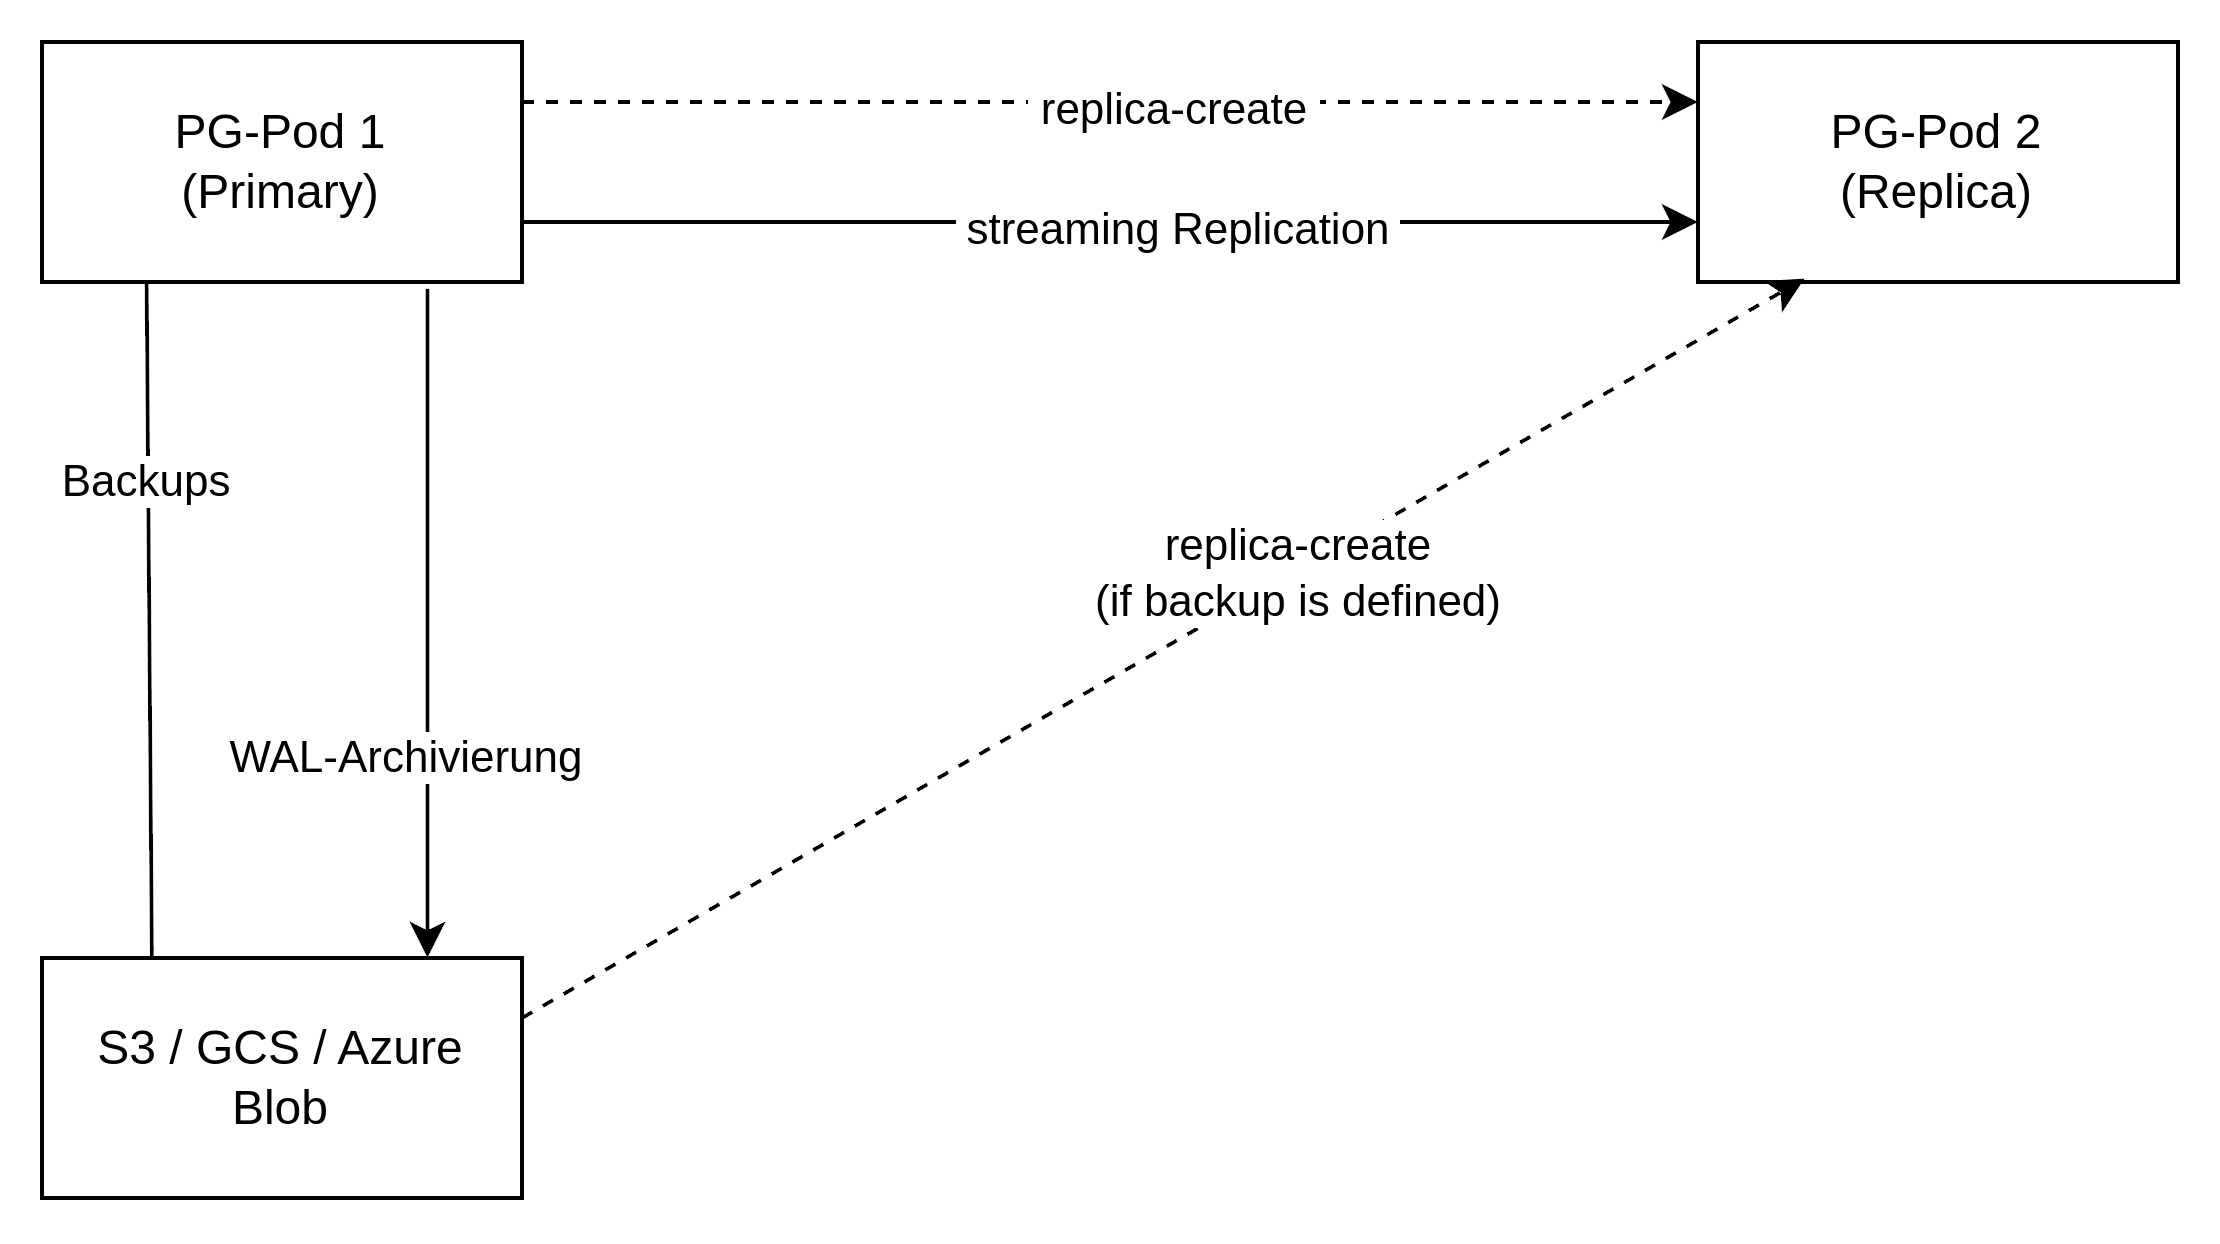 PG-Pod 1
(Primary)
replica-create
streaming Replication
PG-Pod 2
(Replica)
Backups
replica-create
(if backup is defined)
WAL-Archivierung
S3 / GCS / Azure
Blob